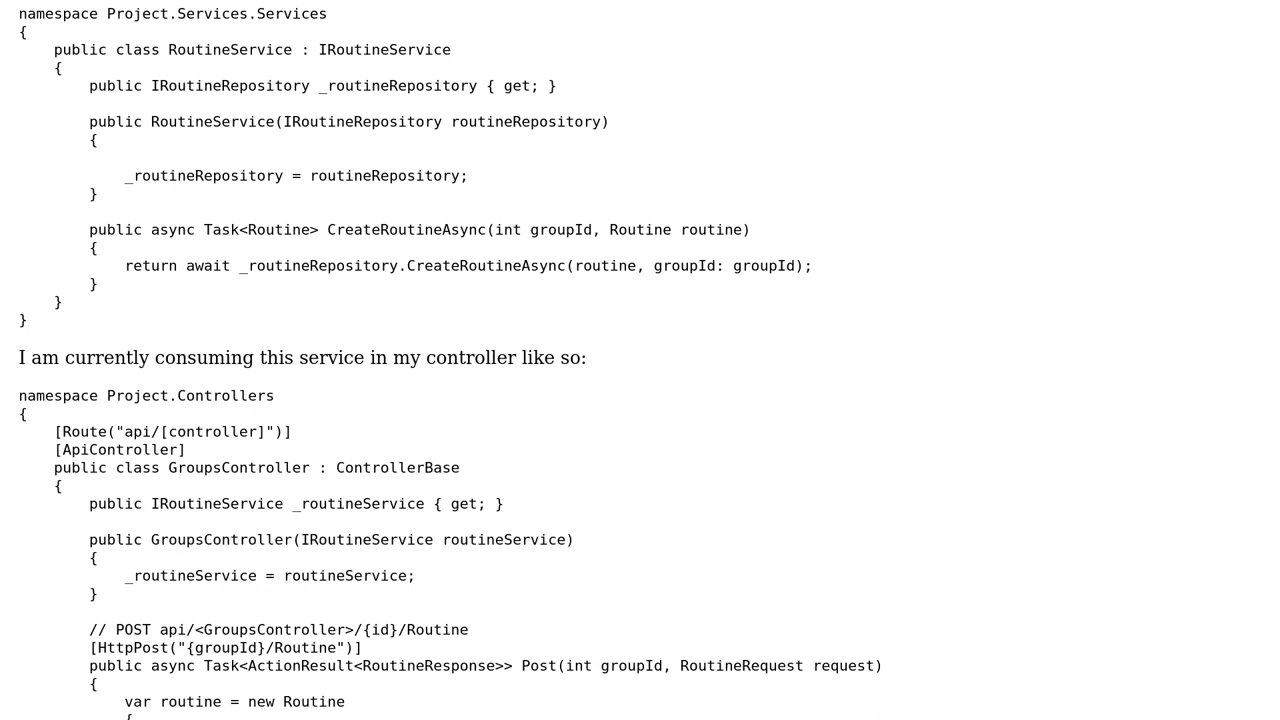 namespace Project.Services.Services
{
    public class RoutineService : IRoutineService
    {
        public IRoutineRepository _routineRepository { get; }

        public RoutineService(IRoutineRepository routineRepository)
        {

            _routineRepository = routineRepository;
        }

        public async Task<Routine> CreateRoutineAsync(int groupId, Routine routine)
        {
            return await _routineRepository.CreateRoutineAsync(routine, groupId: groupId);
        }
    }
}
I am currently consuming this service in my controller like so:
namespace Project.Controllers
{
    [Route("api/[controller]")]
    [ApiController]
    public class GroupsController : ControllerBase
    {
        public IRoutineService _routineService { get; }

        public GroupsController(IRoutineService routineService)
        {
            _routineService = routineService;
        }

        // POST api/<GroupsController>/{id}/Routine
        [HttpPost("{groupId}/Routine")]
        public async Task<ActionResult<RoutineResponse>> Post(int groupId, RoutineRequest request)
        {
            var routine = new Routine
            {